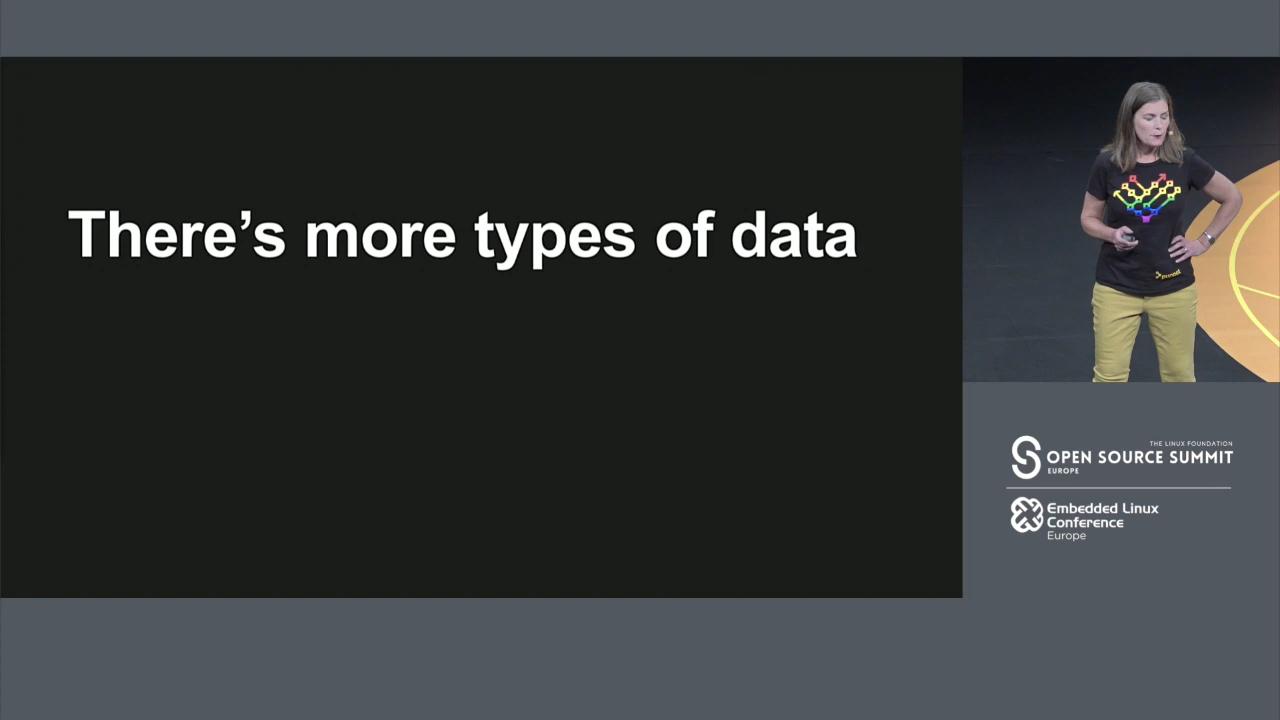 There’s more types of data
THE LINUX FOUNDATION
OPEN SOURCE SUMMIT
EUROPE
Embedded Linux
Conference
Europe